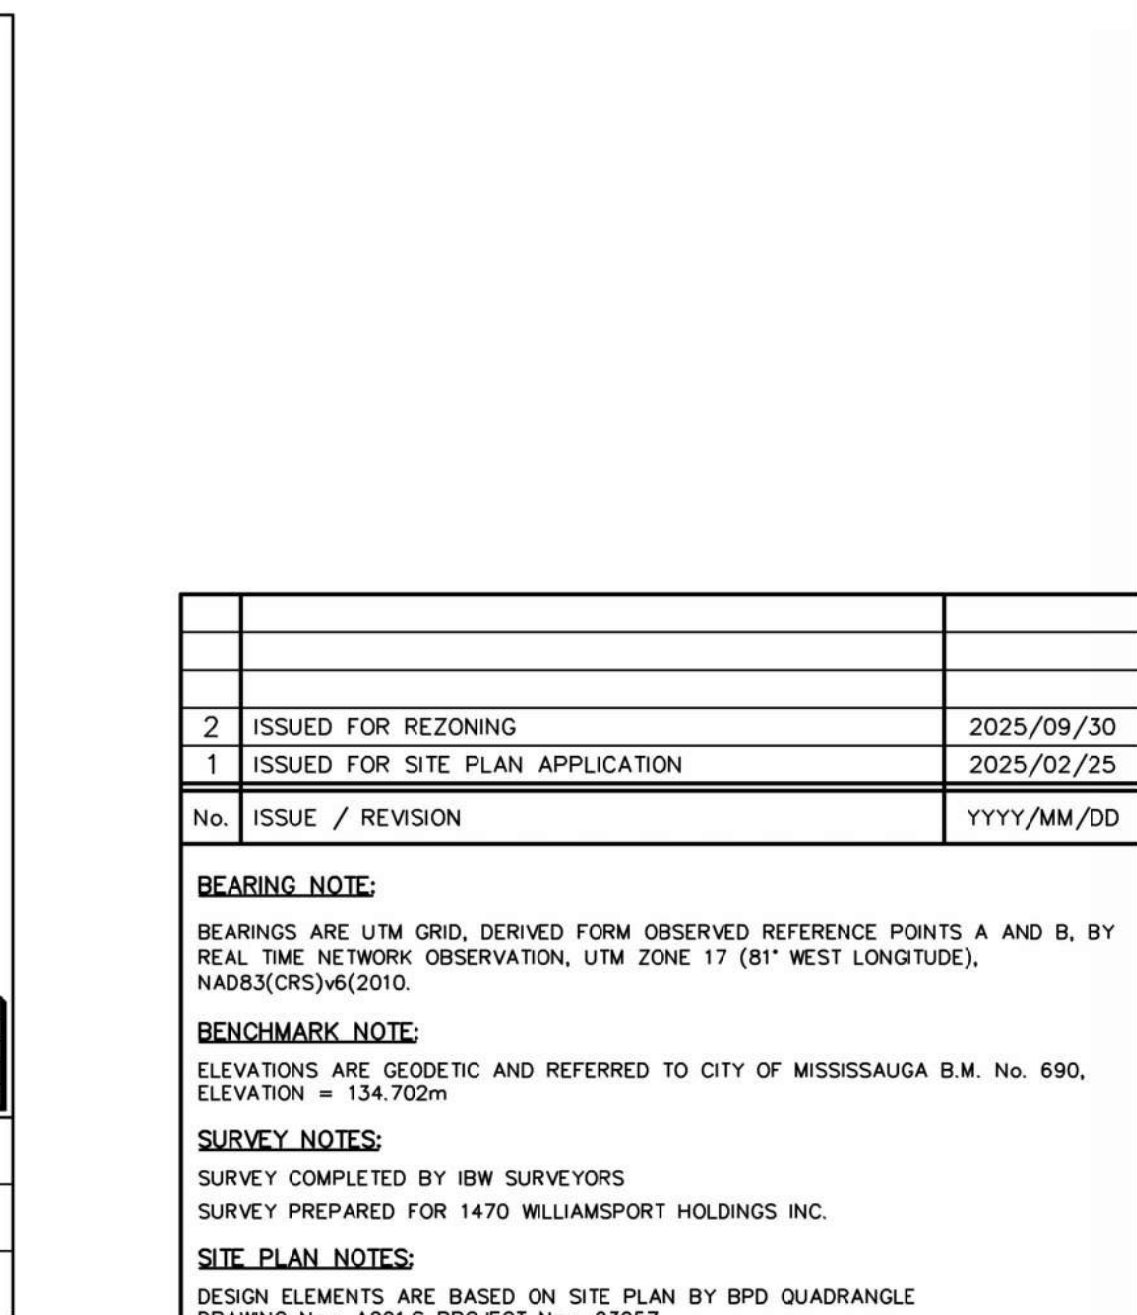 2 ISSUED FOR REZONING 2025/09/30
1 ISSUED FOR SITE PLAN APPLICATION 2025/02/25
No. ISSUE / REVISION YYYY/MM/DD
BEARING NOTE:
BEARINGS ARE UTM GRID, DERIVED FORM OBSERVED REFERENCE POINTS A AND B, BY
REAL TIME NETWORK OBSERVATION, UTM ZONE 17 (81° WEST LONGITUDE),
NAD83(CRS)v6(2010.
BENCHMARK NOTE:
ELEVATIONS ARE GEODETIC AND REFERRED TO CITY OF MISSISSAUGA B.M. No. 690,
ELEVATION = 134.702m
SURVEY NOTES:
SURVEY COMPLETED BY IBW SURVEYORS
SURVEY PREPARED FOR 1470 WILLIAMSPORT HOLDINGS INC.
SITE PLAN NOTES:
DESIGN ELEMENTS ARE BASED ON SITE PLAN BY BPD QUADRANGLE